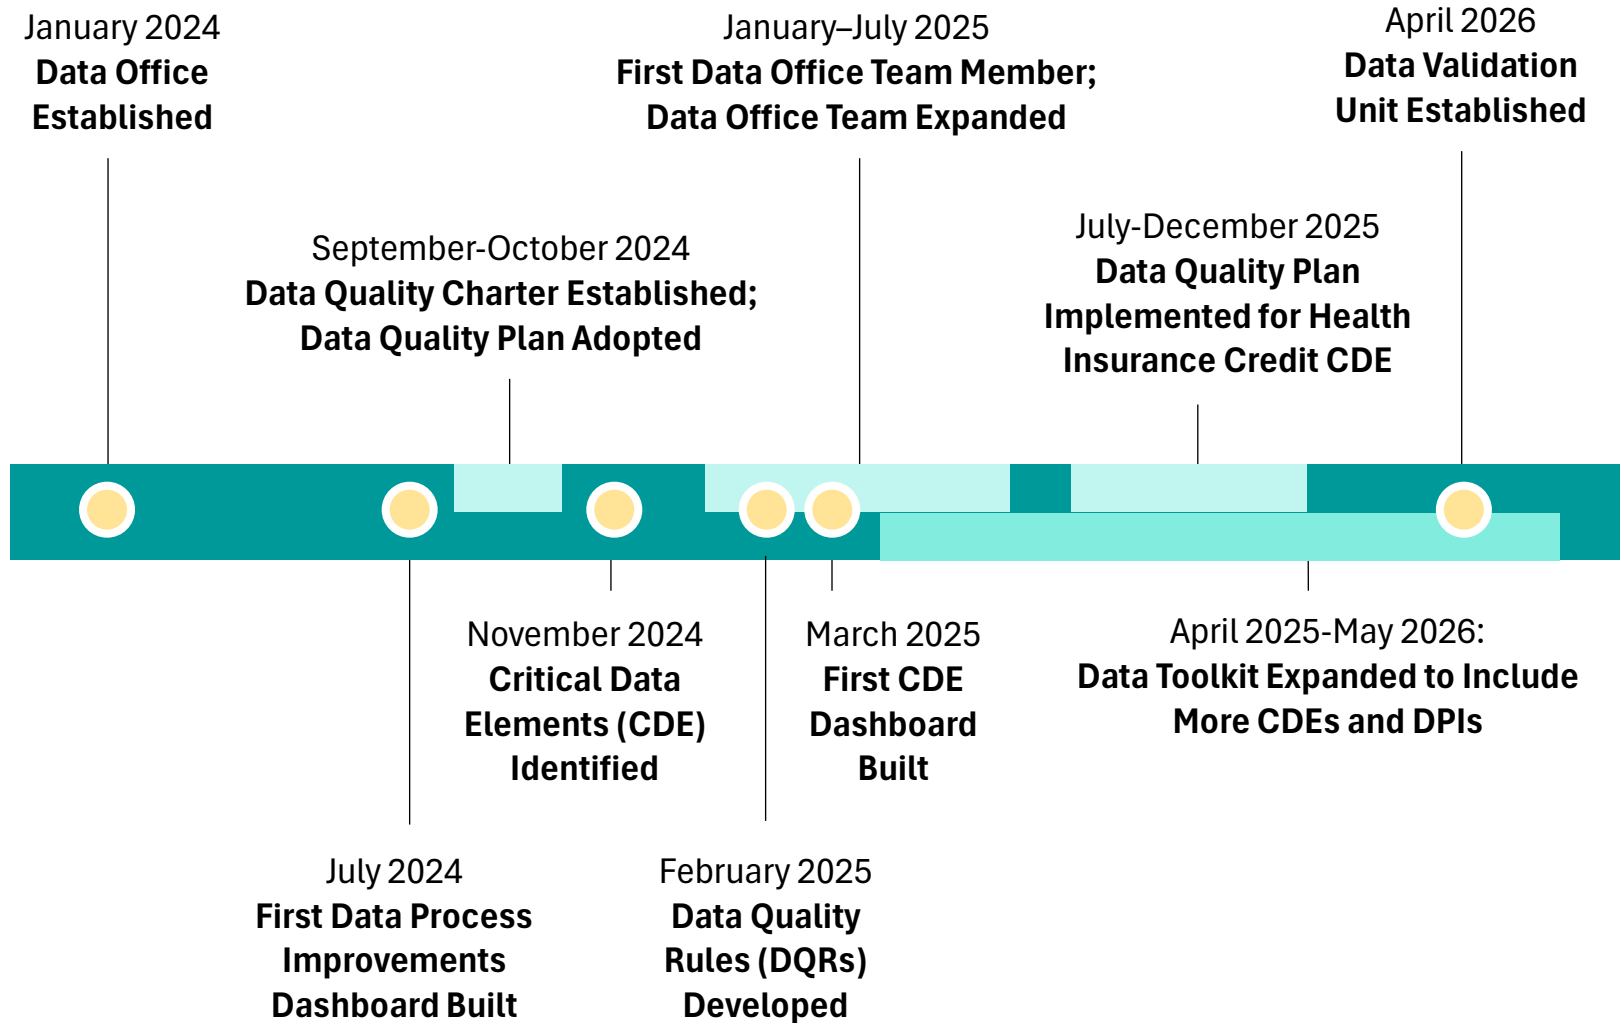 January 2024
Data Office
Established
September-October 2024
Data Quality Charter Established;
Data Quality Plan Adopted
January–July 2025
First Data Office Team Member;
Data Office Team Expanded
July-December 2025
Data Quality Plan
Implemented for Health
Insurance Credit CDE
April 2026
Data Validation
Unit Established
July 2024
First Data Process
Improvements
Dashboard Built
November 2024
Critical Data
Elements (CDE)
Identified
February 2025
Data Quality
Rules (DQRs)
Developed
March 2025
First CDE
Dashboard
Built
April 2025-May 2026:
Data Toolkit Expanded to Include
More CDEs and DPIs